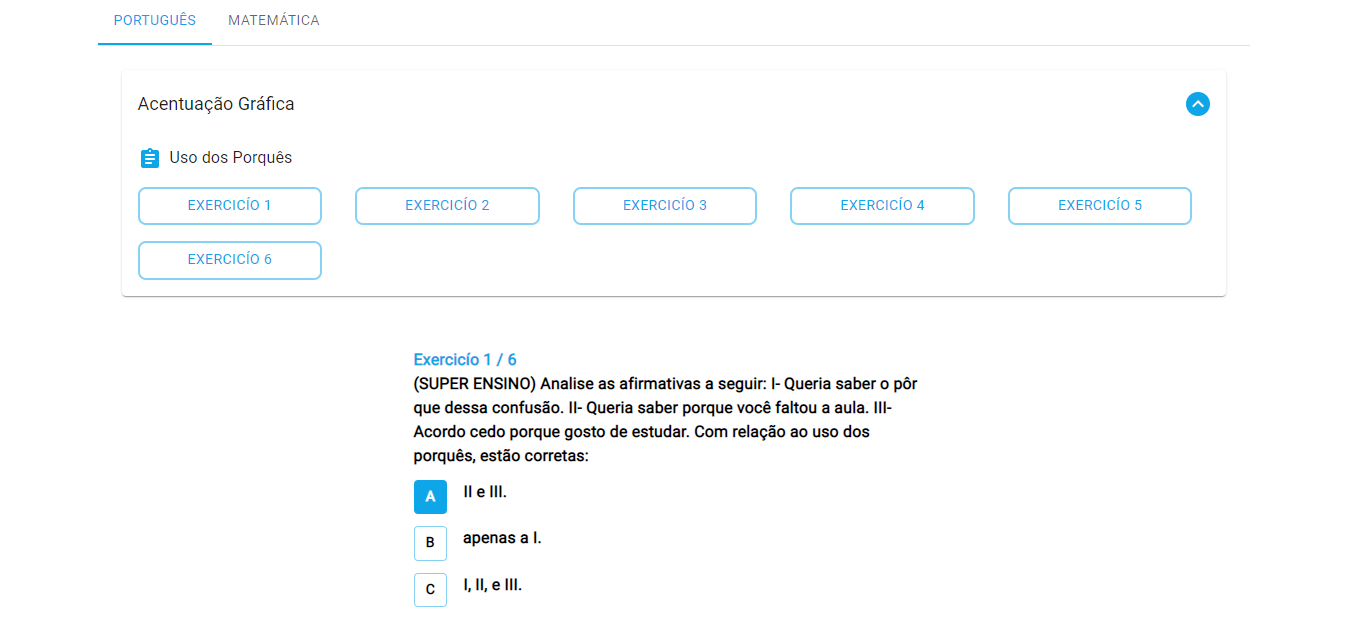 PORTUGUÊS MATEMÁTICA
Acentuação Gráfica
Uso dos Porquês
EXERCICÍO 1 EXERCICÍO 2 EXERCICÍO 3 EXERCICÍO 4 EXERCICÍO 5
EXERCICÍO 6
Exercicío 1 / 6
(SUPER ENSINO) Analise as afirmativas a seguir: I- Queria saber o pôr
que dessa confusão. II- Queria saber porque você faltou a aula. III-
Acordo cedo porque gosto de estudar. Com relação ao uso dos
porquês, estão corretas:
A II e III.
B apenas a I.
C I, II, e III.